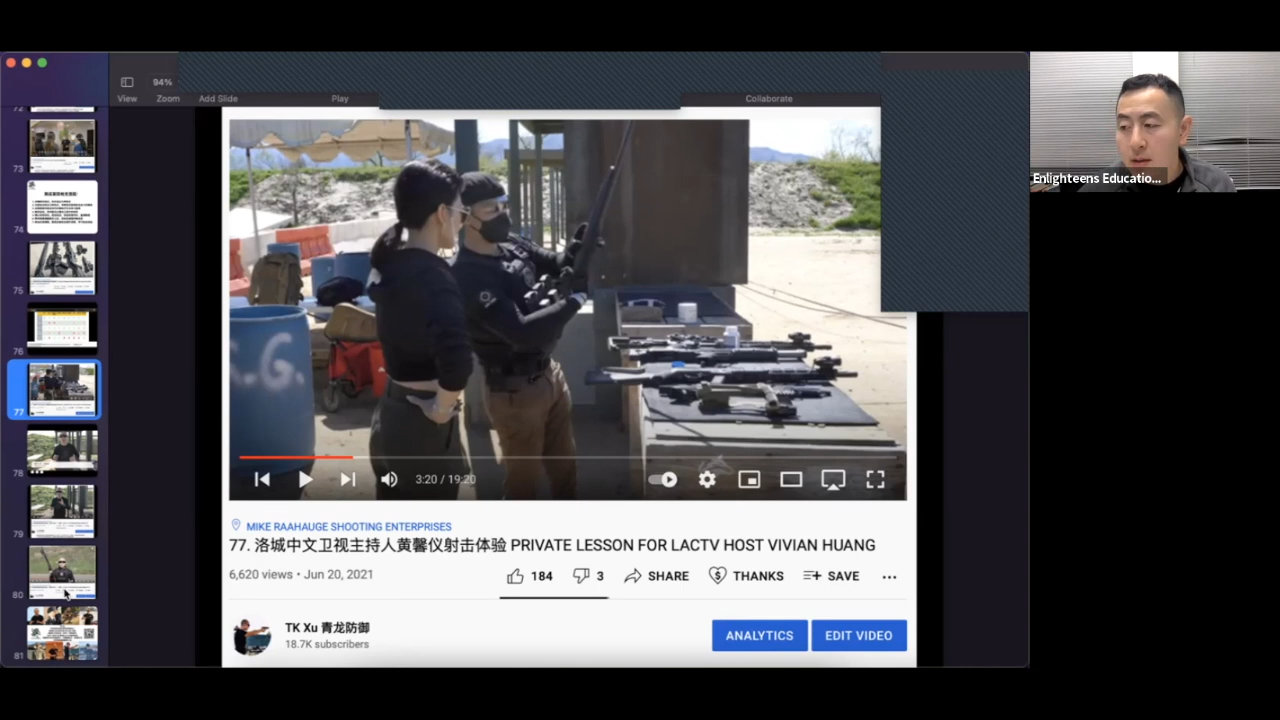 94%
View
Zoom
Add Slide
Play
Collaborate
72
73
74
75
76
77
78
79
80
81
.G.
3:20 / 19:20
MIKE RAAHAUGE SHOOTING ENTERPRISES
77. 洛城中文卫视主持人黄馨仪射击体验 PRIVATE LESSON FOR LACTV HOST VIVIAN HUANG
184
3
SHARE
THANKS
SAVE
6,620 views • Jun 20, 2021
TK Xu 青龙防御
18.7K subscribers
ANALYTICS
EDIT VIDEO
Enlighteens Educatio...